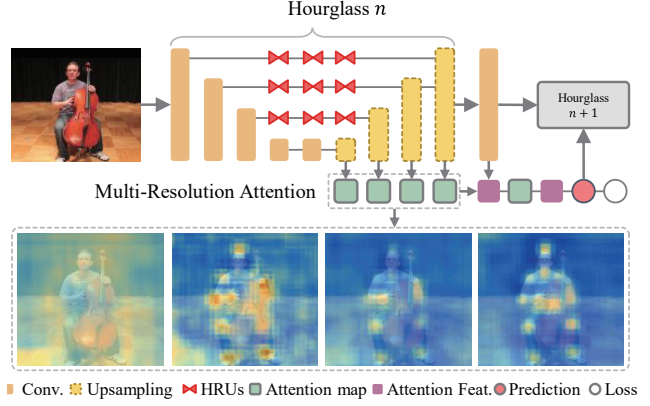 Hourglass n
Hourglass
n + 1
Multi-Resolution Attention
Conv. Upsampling HRUs Attention map Attention Feat. Prediction Loss